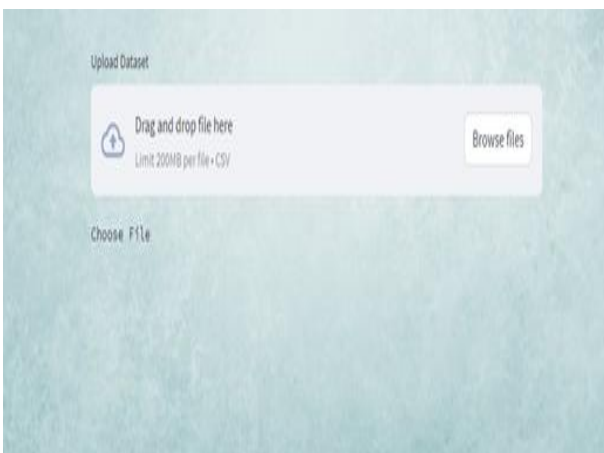 Upload Dataset
Drag and drop file here
Limit 200MB per file • CSV
Browse files
Choose File